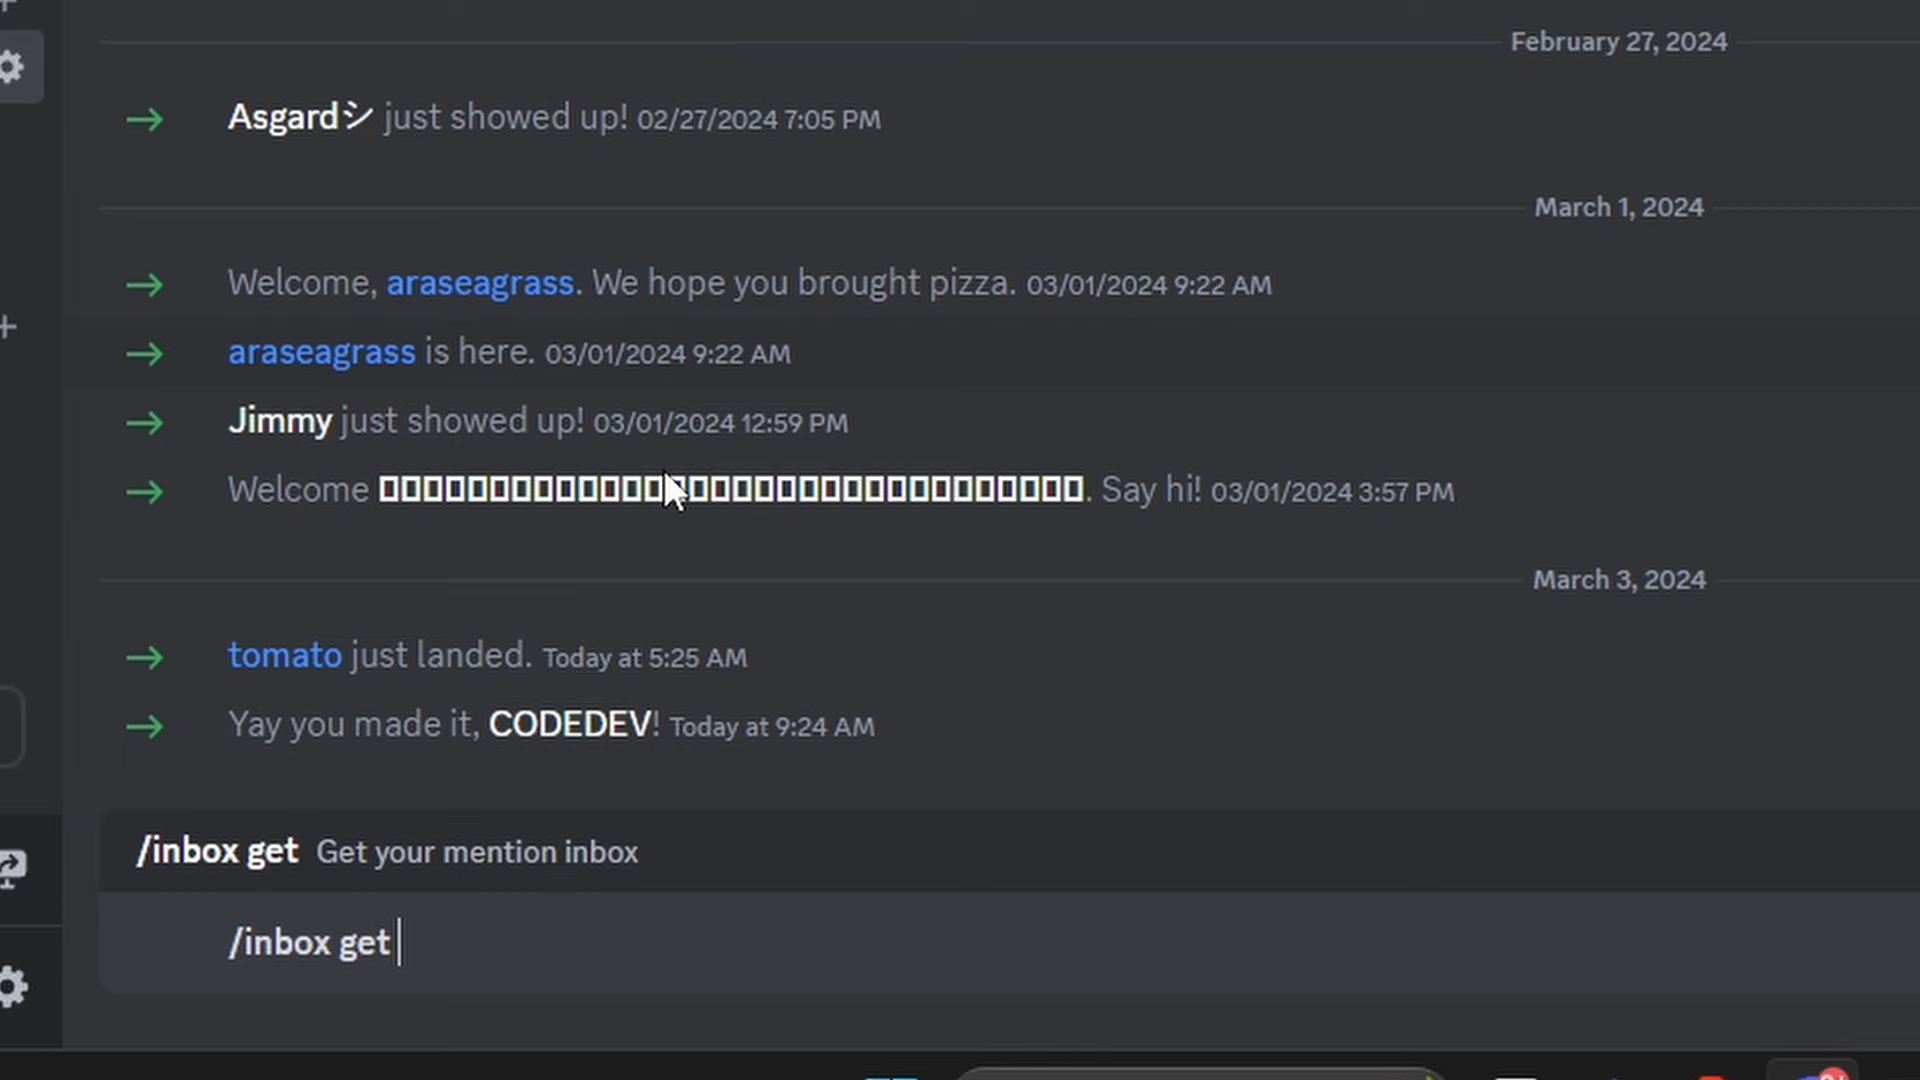 February 27, 2024
Asgardシ just showed up! 02/27/2024 7:05 PM
March 1, 2024
Welcome, araseagrass. We hope you brought pizza. 03/01/2024 9:22 AM
araseagrass is here. 03/01/2024 9:22 AM
Jimmy just showed up! 03/01/2024 12:59 PM
Welcome . Say hi! 03/01/2024 3:57 PM
March 3, 2024
tomato just landed. Today at 5:25 AM
Yay you made it, CODEDEV! Today at 9:24 AM
/inbox get Get your mention inbox
/inbox get